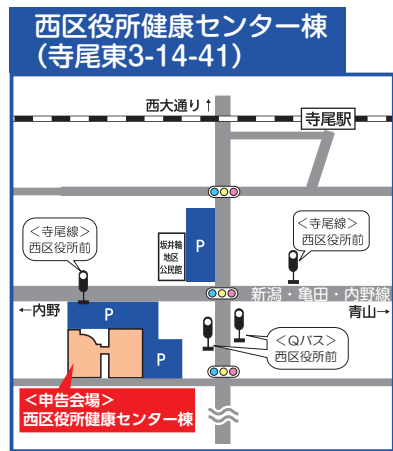 西区役所健康センター棟
(寺尾東3-14-41)
西大通り↑
寺尾駅
＜寺尾線＞
西区役所前
坂井輪
地区
公民館
P
＜寺尾線＞
西区役所前
新潟・亀田・内野線
←内野
青山→
P
P
＜Qバス＞
西区役所前
＜申告会場＞
西区役所健康センター棟